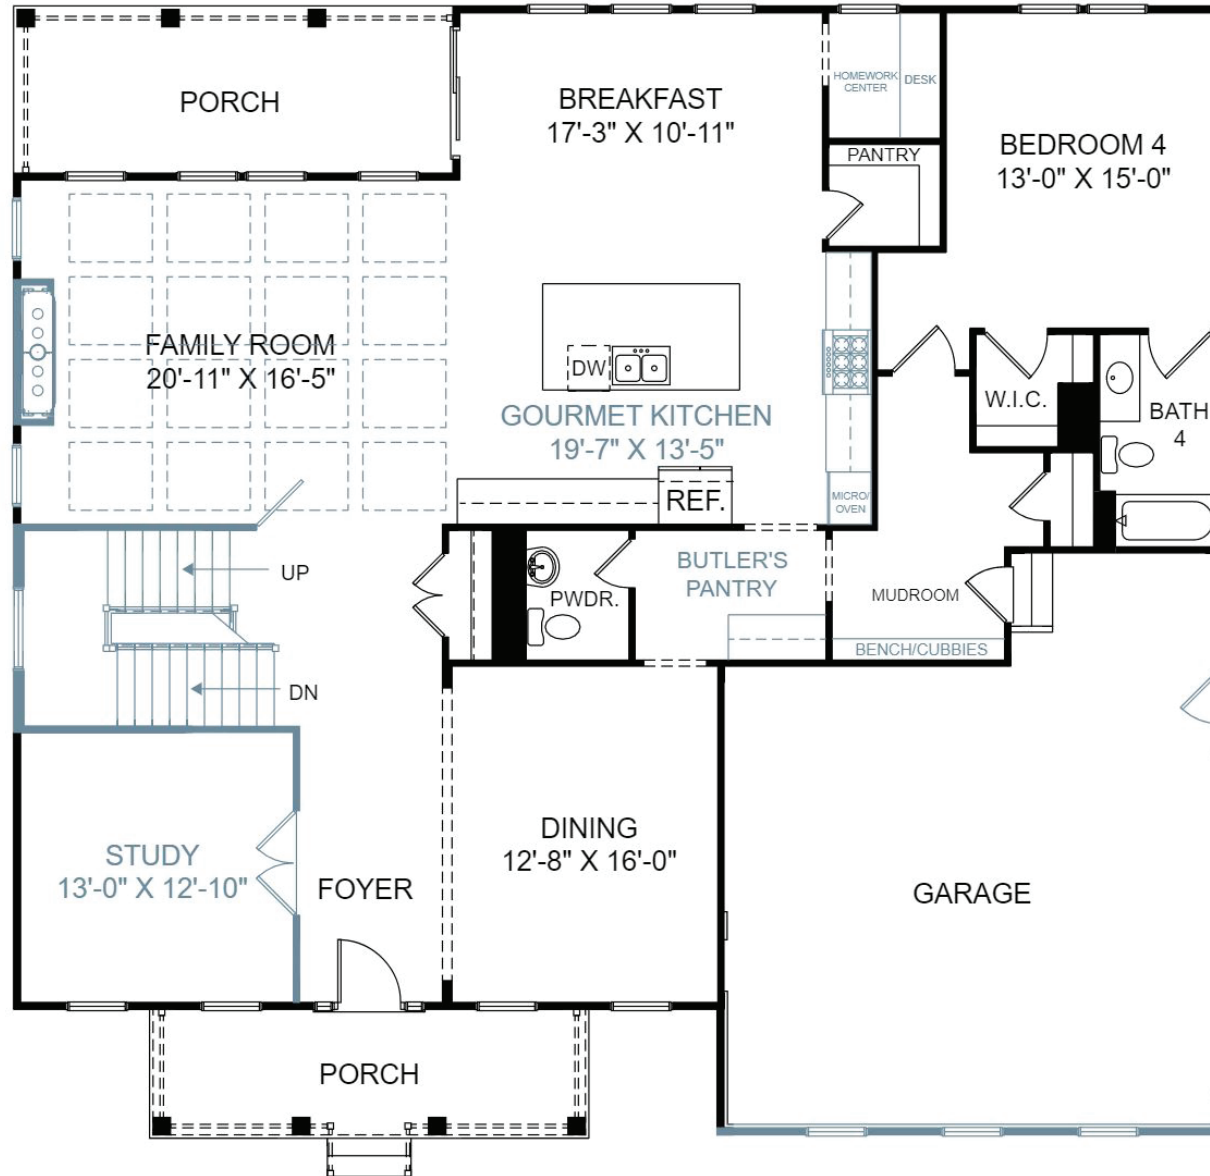 PORCH
BREAKFAST
17'-3" X 10'-11"
HOMEWORK
CENTER
DESK
PANTRY
BEDROOM 4
13'-0" X 15'-0"
FAMILY ROOM
20'-11" X 16'-5"
DW
GOURMET KITCHEN
19'-7" X 13'-5"
REF.
MICRO/
OVEN
W.I.C.
BATH
4
UP
DN
PWDR.
BUTLER'S
PANTRY
MUDROOM
BENCH/CUBBIES
STUDY
13'-0" X 12'-10"
FOYER
DINING
12'-8" X 16'-0"
GARAGE
PORCH